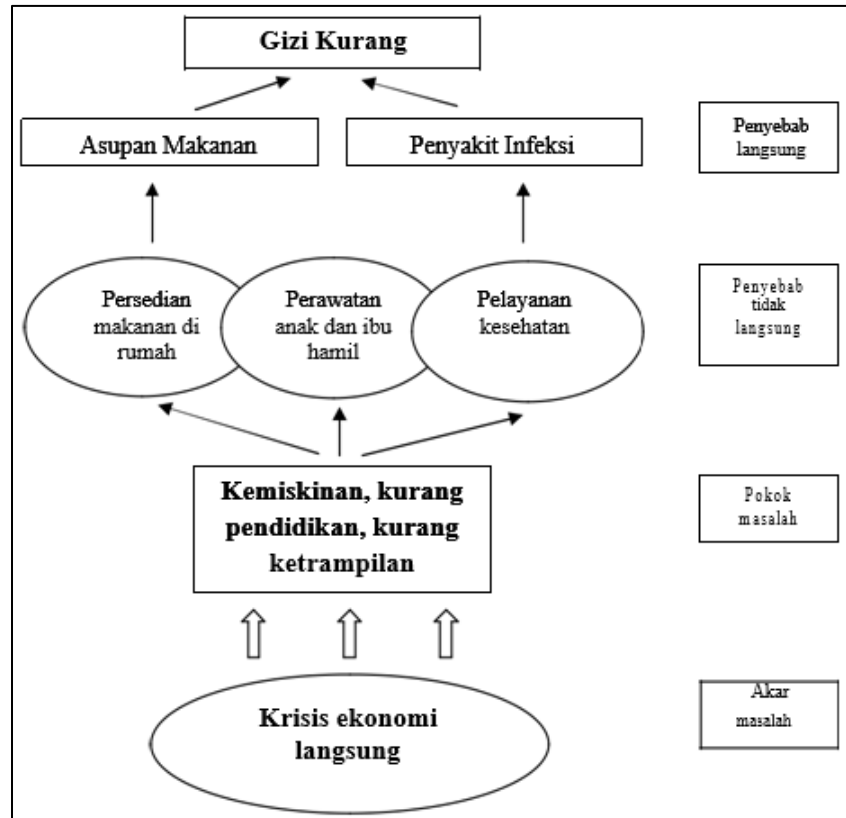 Gizi Kurang
Asupan Makanan
Penyakit Infeksi
Penyebab
langsung
Persedian
makanan di
rumah
Perawatan
anak dan ibu
hamil
Pelayanan
kesehatan
Penyebab
tidak
langsung
Kemiskinan, kurang
pendidikan, kurang
ketrampilan
Pokok
masalah
Krisis ekonomi
langsung
Akar
masalah